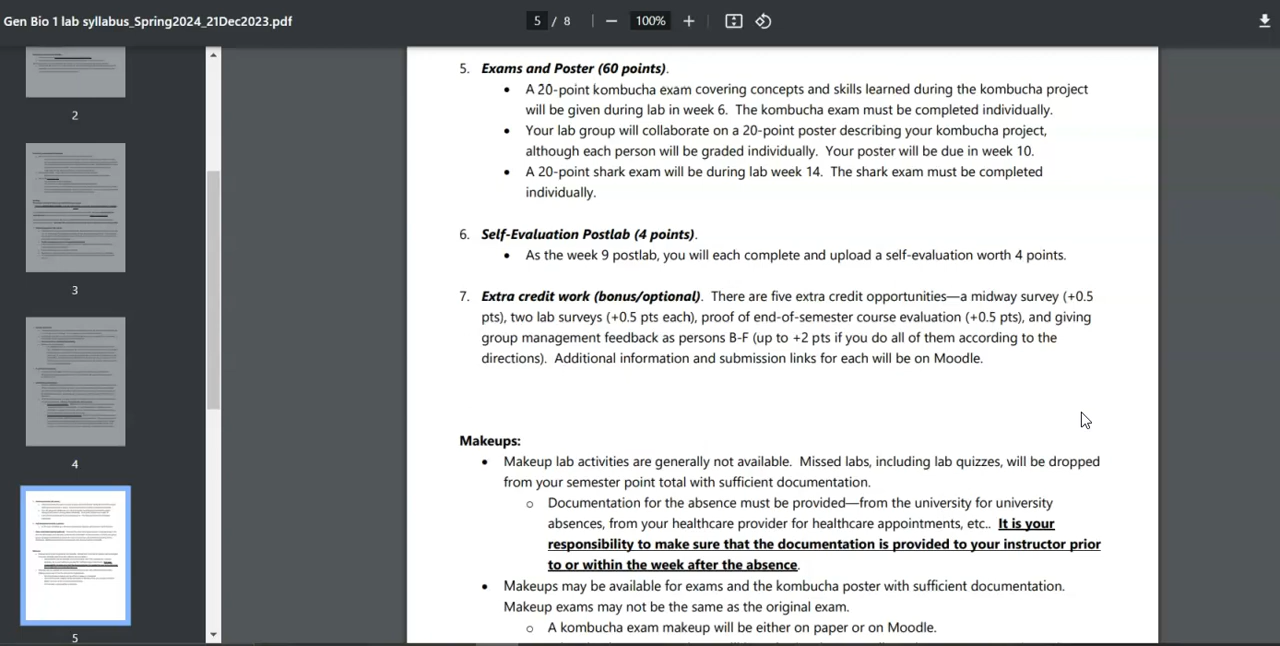 Gen Bio 1 lab syllabus_Spring2024_21Dec2023.pdf
5 / 8
100%
2
3
4
5
5. Exams and Poster (60 points).
• A 20-point kombucha exam covering concepts and skills learned during the kombucha project
will be given during lab in week 6. The kombucha exam must be completed individually.
• Your lab group will collaborate on a 20-point poster describing your kombucha project,
although each person will be graded individually. Your poster will be due in week 10.
• A 20-point shark exam will be during lab week 14. The shark exam must be completed
individually.
6. Self-Evaluation Postlab (4 points).
• As the week 9 postlab, you will each complete and upload a self-evaluation worth 4 points.
7. Extra credit work (bonus/optional). There are five extra credit opportunities—a midway survey (+0.5
pts), two lab surveys (+0.5 pts each), proof of end-of-semester course evaluation (+0.5 pts), and giving
group management feedback as persons B-F (up to +2 pts if you do all of them according to the
directions). Additional information and submission links for each will be on Moodle.
Makeups:
• Makeup lab activities are generally not available. Missed labs, including lab quizzes, will be dropped
from your semester point total with sufficient documentation.
o Documentation for the absence must be provided—from the university for university
absences, from your healthcare provider for healthcare appointments, etc.. It is your
responsibility to make sure that the documentation is provided to your instructor prior
to or within the week after the absence.
• Makeups may be available for exams and the kombucha poster with sufficient documentation.
Makeup exams may not be the same as the original exam.
o A kombucha exam makeup will be either on paper or on Moodle.